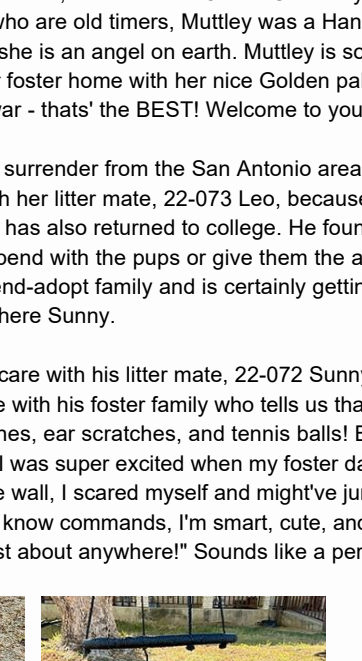 who are old timers, Muttley was a Han
she is an angel on earth. Muttley is so
foster home with her nice Golden pal
war - thats' the BEST! Welcome to you
surrender from the San Antonio area
h her litter mate, 22-073 Leo, because
has also returned to college. He foun
pend with the pups or give them the a
end-adopt family and is certainly gettin
here Sunny.
care with his litter mate, 22-072 Sunny
e with his foster family who tells us tha
hes, ear scratches, and tennis balls!
I was super excited when my foster da
e wall, I scared myself and might've ju
know commands, I'm smart, cute, and
st about anywhere!" Sounds like a per